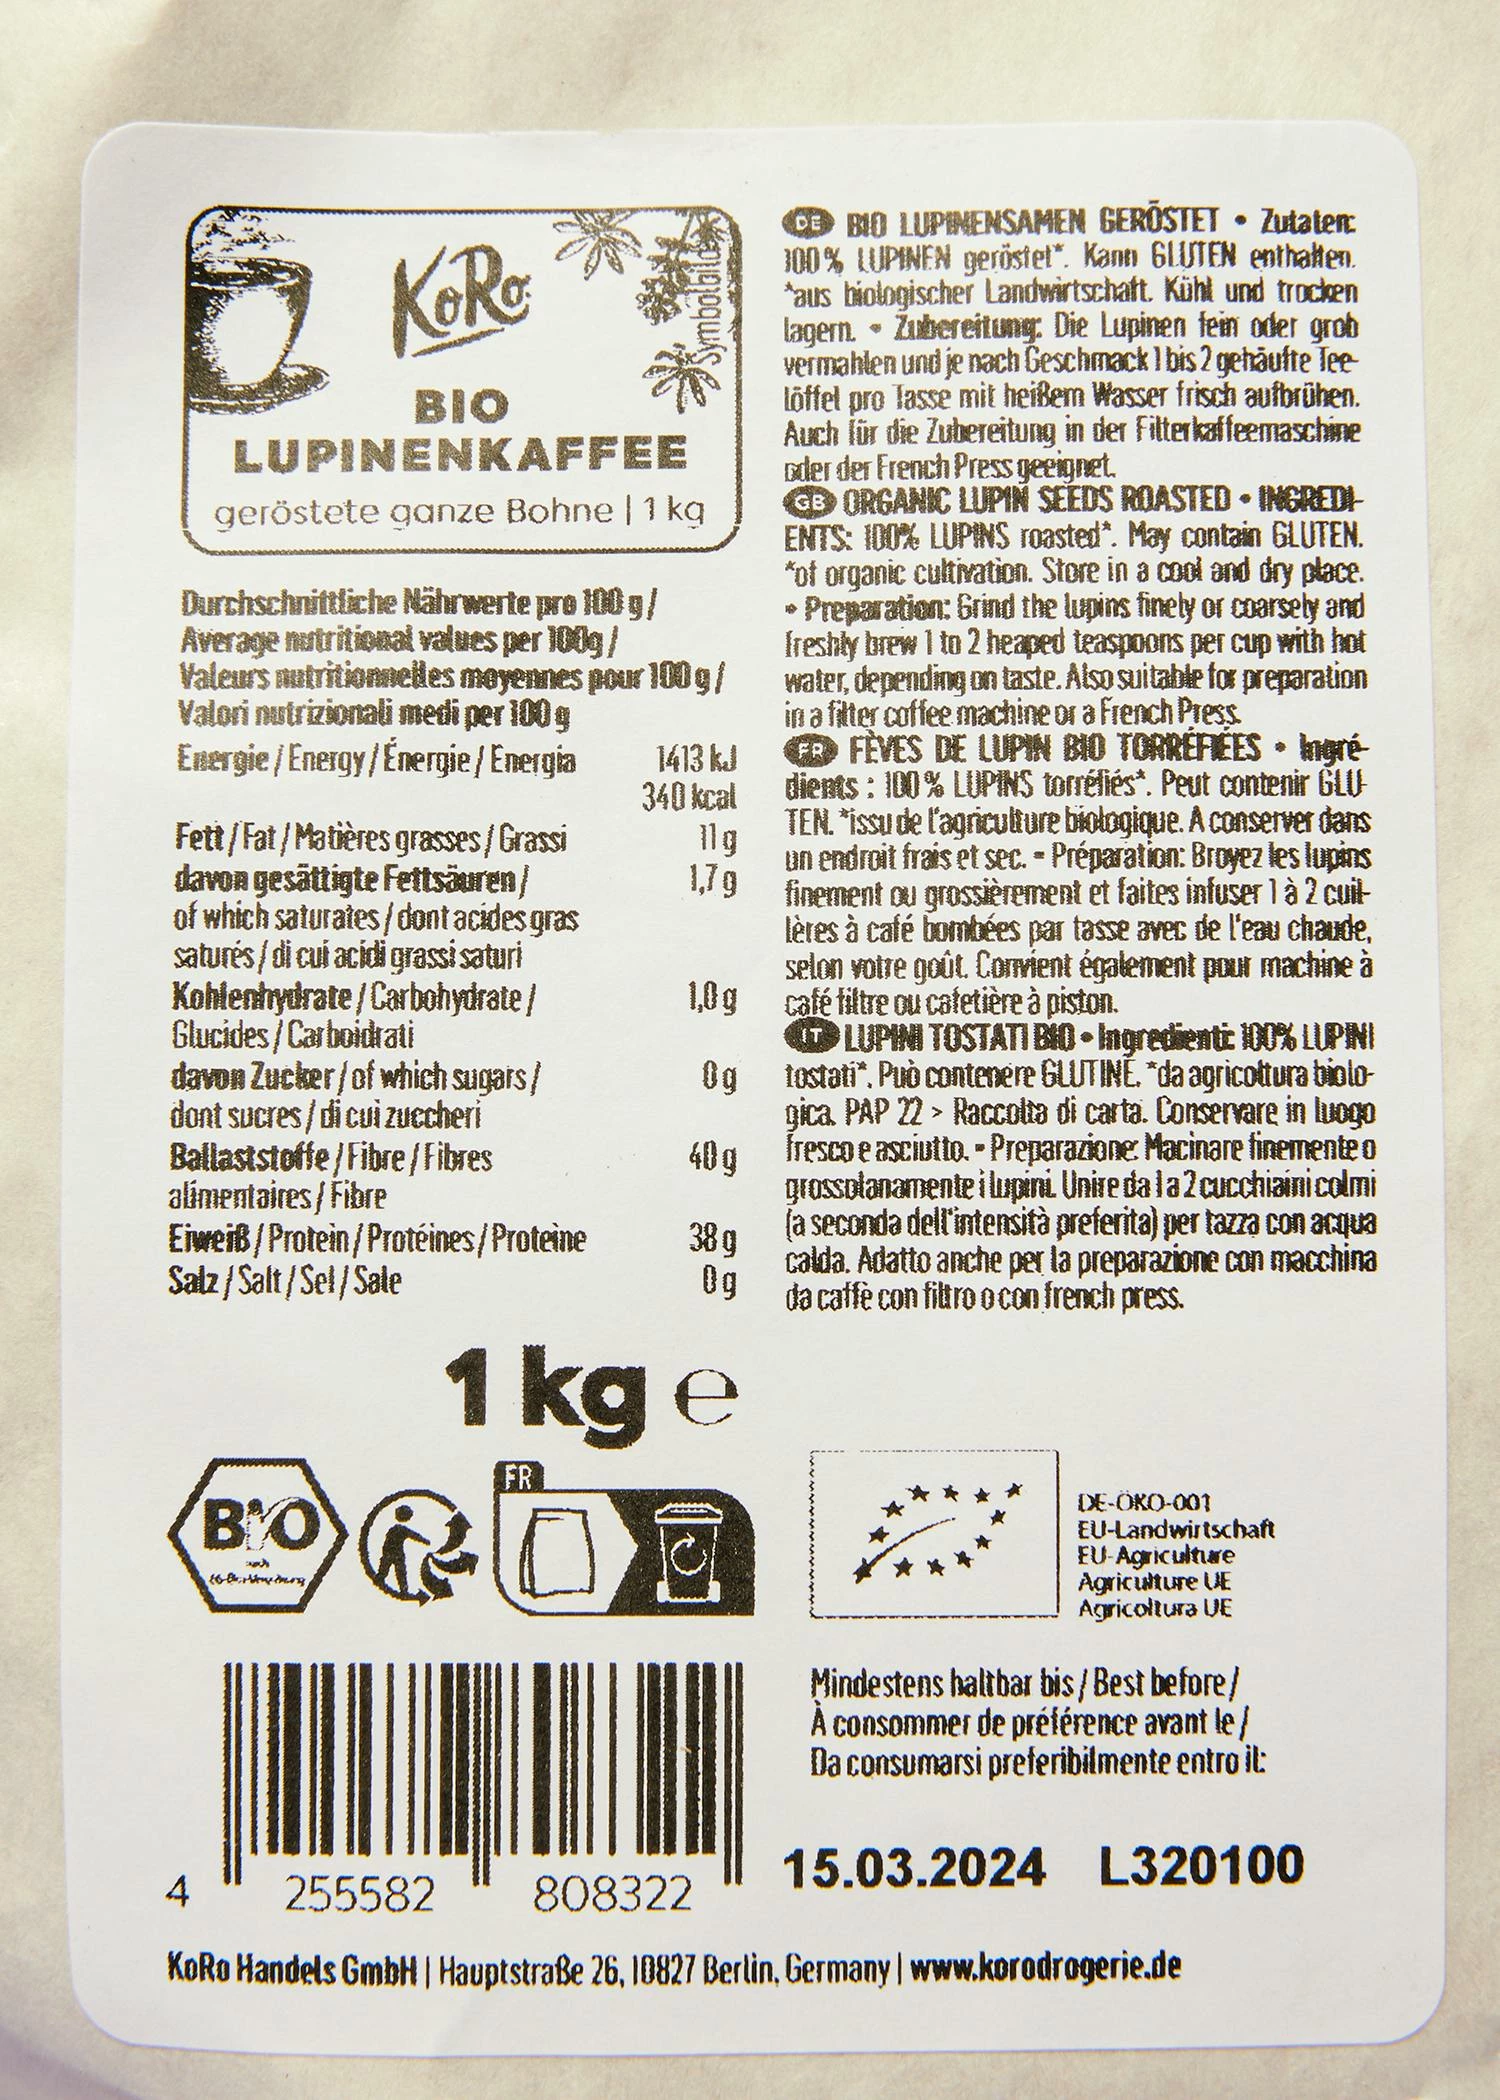 KoRo
Symbolbild
BIO
LUPINENKAFFEE
geröstete ganze Bohne | 1 kg
Durchschnittliche Nährwerte pro 100 g /
Average nutritional values per 100g /
Valeurs nutritionnelles moyennes pour 100 g /
Valori nutrizionali medi per 100 g
Energie / Energy / Énergie / Energia 1413 kJ
340 kcal
Fett / Fat / Matières grasses / Grassi 11 g
davon gesättigte Fettsäuren / 1,7 g
of which saturates / dont acides gras
saturés / di cui acidi grassi saturi
Kohlenhydrate / Carbohydrate / 1,0 g
Glucides / Carboidrati
davon Zucker / of which sugars / 0 g
dont sucres / di cui zuccheri
Ballaststoffe / Fibre / Fibres 40 g
alimentaires / Fibre
Eiweiß / Protein / Protéines / Proteine 38 g
Salz / Salt / Sel / Sale 0 g
1 kg e
DE BIO LUPINENSAMEN GERÖSTET • Zutaten:
100 % LUPINEN geröstet*. Kann GLUTEN enthalten.
*aus biologischer Landwirtschaft. Kühl und trocken
lagern. • Zubereitung: Die Lupinen fein oder grob
vermahlen und je nach Geschmack 1 bis 2 gehäufte Tee-
löffel pro Tasse mit heißem Wasser frisch aufbrühen.
Auch für die Zubereitung in der Filterkaffeemaschine
oder der French Press geeignet.
GB ORGANIC LUPIN SEEDS ROASTED • INGREDI-
ENTS: 100% LUPINS roasted*. May contain GLUTEN.
*of organic cultivation. Store in a cool and dry place.
• Preparation: Grind the lupins finely or coarsely and
freshly brew 1 to 2 heaped teaspoons per cup with hot
water, depending on taste. Also suitable for preparation
in a filter coffee machine or a French Press.
FR FÈVES DE LUPIN BIO TORRÉFIÉES • Ingré-
dients : 100 % LUPINS torréfiés*. Peut contenir GLU-
TEN. *issu de l'agriculture biologique. A conserver dans
un endroit frais et sec. • Préparation: Broyez les lupins
finement ou grossièrement et faites infuser 1 à 2 cuil-
lères à café bombées par tasse avec de l'eau chaude,
selon votre goût. Convient également pour machine à
café filtre ou cafetière à piston.
IT LUPINI TOSTATI BIO • Ingredienti: 100% LUPINI
tostati*. Può contenere GLUTINE. *da agricoltura biolo-
gica. PAP 22 > Raccolta di carta. Conservare in luogo
fresco e asciutto. • Preparazione: Macinare finemente o
grossolanamente i lupini. Unire da 1 a 2 cucchiaini colmi
(a seconda dell'intensità preferita) per tazza con acqua
calda. Adatto anche per la preparazione con macchina
da caffè con filtro o con french press.
BIO
nach
FR
DE-ÖKO-001
EU-Landwirtschaft
EU-Agriculture
Agriculture UE
Agricoltura UE
4 255582 808322
Mindestens haltbar bis / Best before /
À consommer de préférence avant le /
Da consumarsi preferibilmente entro il:
15.03.2024 L320100
KoRo Handels GmbH | Hauptstraße 26, 10827 Berlin, Germany | www.korodrogerie.de